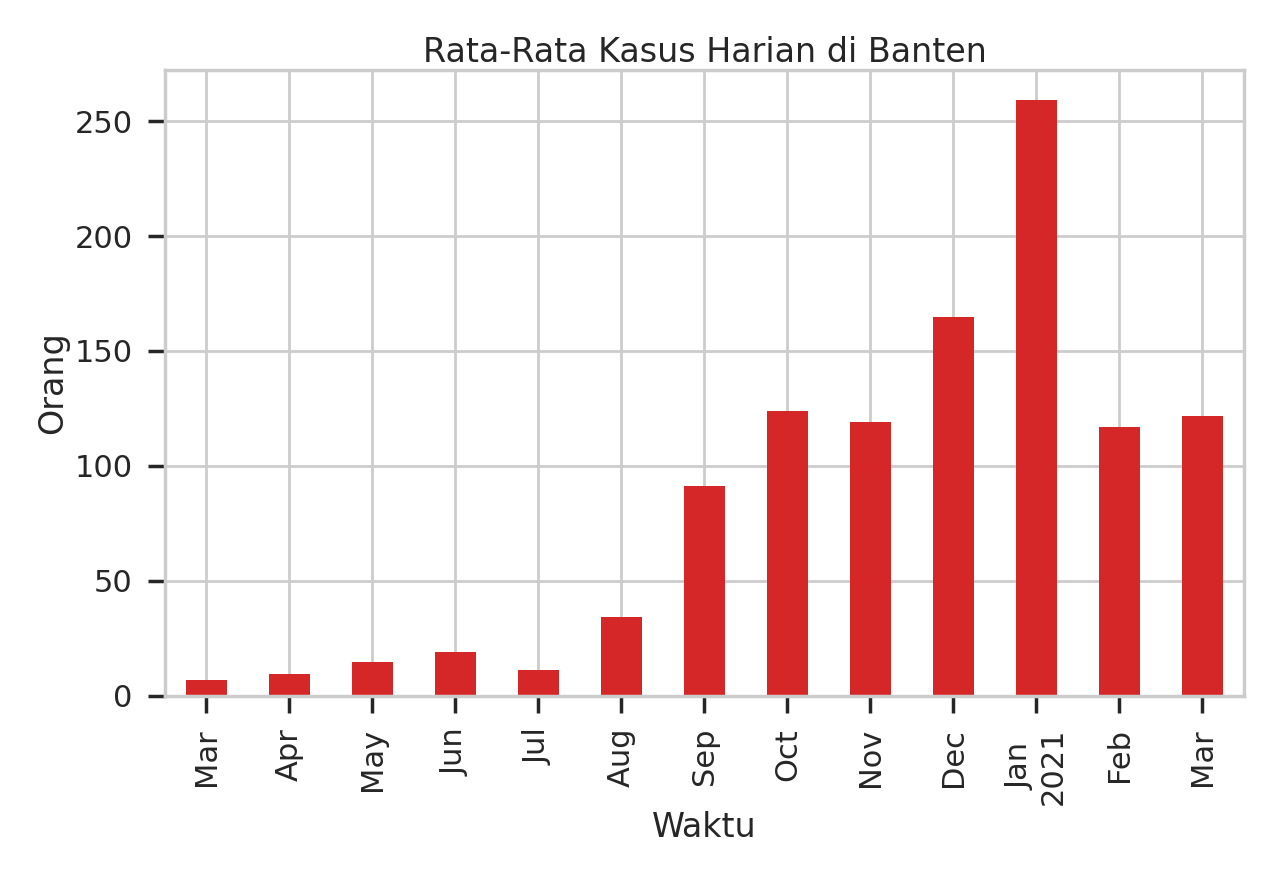 Rata-Rata Kasus Harian di Banten
Orang
250
200
150
100
50
0
Mar
Apr
May
Jun
Jul
Aug
Sep
Oct
Nov
Dec
Jan
2021
Feb
Mar
Waktu